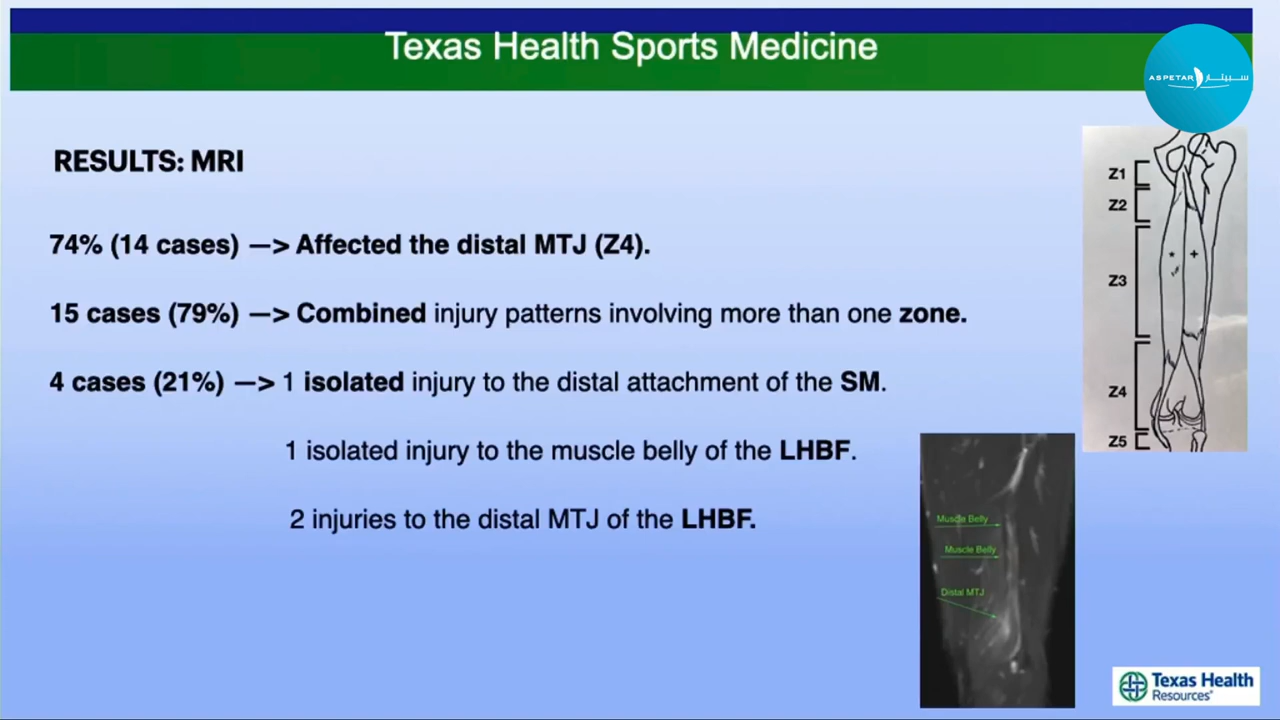 Texas Health Sports Medicine
ASPETAR سبيتار
RESULTS: MRI
74% (14 cases) —> Affected the distal MTJ (Z4).
15 cases (79%) —> Combined injury patterns involving more than one zone.
4 cases (21%) —> 1 isolated injury to the distal attachment of the SM.
1 isolated injury to the muscle belly of the LHBF.
2 injuries to the distal MTJ of the LHBF.
Z1
Z2
* +
Z3
Z4
Z5
Muscle Belly
Muscle Belly
Distal MTJ
Texas Health
Resources®